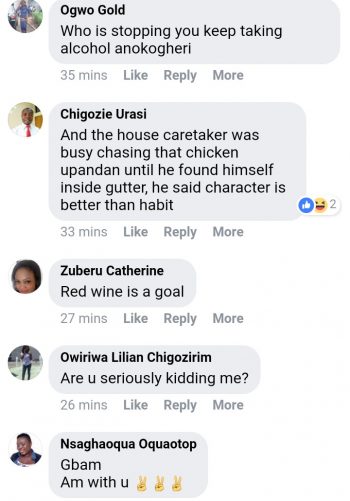 Ogwo Gold
Who is stopping you keep taking
alcohol anokogheri
35 mins Like Reply More
Chigozie Urasi
And the house caretaker was
busy chasing that chicken
upandan until he found himself
inside gutter, he said character is
better than habit
2
33 mins Like Reply More
Zuberu Catherine
Red wine is a goal
27 mins Like Reply More
Owiriwa Lilian Chigozirim
Are u seriously kidding me?
26 mins Like Reply More
Nsaghaoqua Oquaotop
Gbam
Am with u ✌✌✌